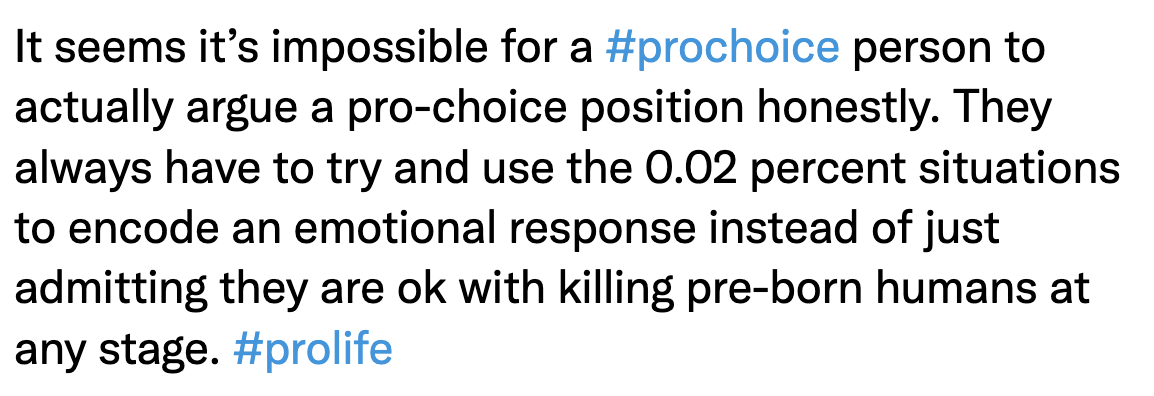 It seems it’s impossible for a #prochoice person to
actually argue a pro-choice position honestly. They
always have to try and use the 0.02 percent situations
to encode an emotional response instead of just
admitting they are ok with killing pre-born humans at
any stage. #prolife